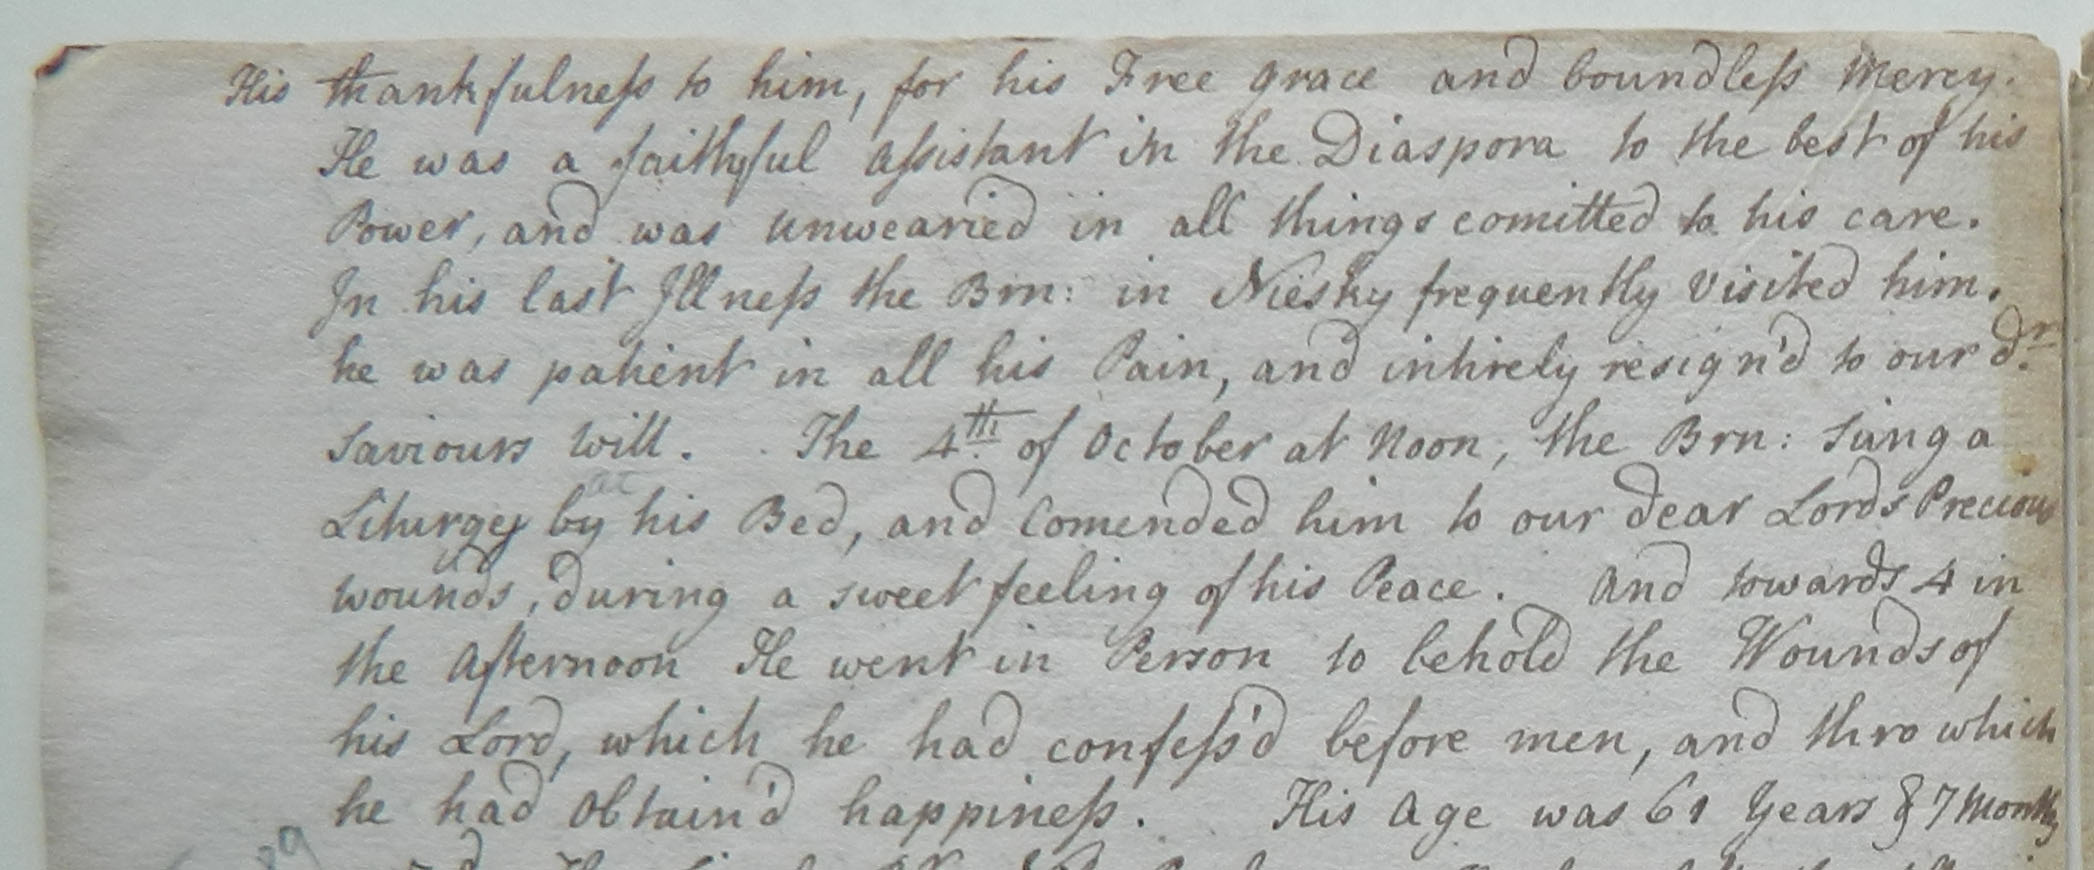 His thankfulneſs to him, for his Free grace and boundleſs Mercy.
He was a faithful aſsistant in the Diaspora to the best of his
Power, and was unwearied in all things comitted to his care.
In his last Illneſs the Brn: in Niesky frequently visited him.
he was patient in all his Pain, and intirely resign'd to our dr.
Saviours will. The 4th. of October at Noon, the Brn: Sung a
at
Liturgey by his Bed, and Comended him to our dear Lords Precious
wounds, during a sweet feeling of his Peace. And towards 4 in
the Afternoon He went in Person to behold the Wounds of
his Lord, which he had confeſs'd before men, and thro which
he had obtain'd happineſs. His Age was 61 Years & 7 Months